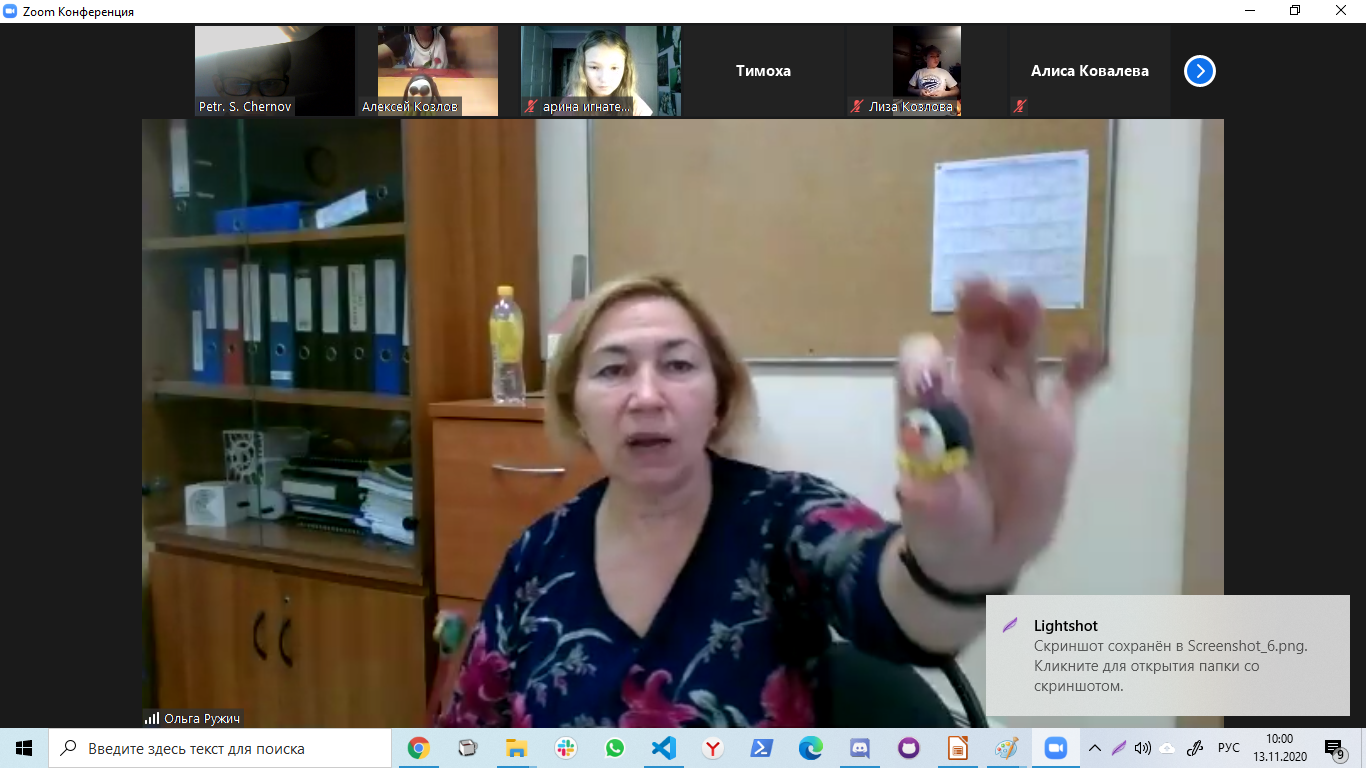 Zoom Конференция
Petr. S. Chernov
Алексей Козлов
арина игнате...
Тимоха
Лиза Козлова
Алиса Ковалева
Ольга Ружич
Lightshot
Скриншот сохранён в Screenshot_6.png.
Кликните для открытия папки со
скриншотом.
Введите здесь текст для поиска
РУС
10:00
13.11.2020
9